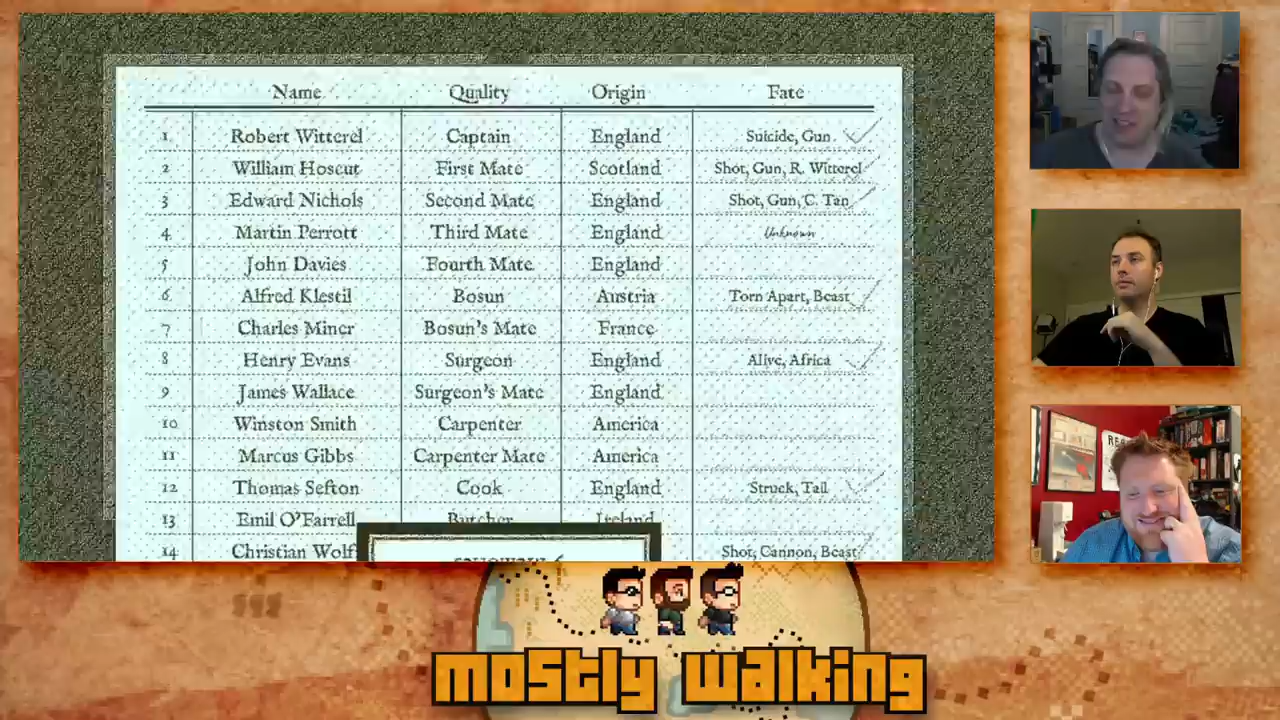 Name Quality Origin Fate
1 Robert Witterel Captain England Suicide, Gun
2 William Hoscut First Mate Scotland Shot, Gun, R. Witterel
3 Edward Nichols Second Mate England Shot, Gun, C. Tan
4 Martin Perrott Third Mate England Unknown
5 John Davies Fourth Mate England
6 Alfred Klestil Bosun Austria Torn Apart, Beast
7 Charles Miner Bosun's Mate France
8 Henry Evans Surgeon England Alive, Africa
9 James Wallace Surgeon's Mate England
10 Winston Smith Carpenter America
11 Marcus Gibbs Carpenter Mate America
12 Thomas Sefton Cook England Struck, Tail
13 Emil O'Farrell Butcher Ireland
14 Christian Wolf Shot, Cannon, Beast
mostly walking